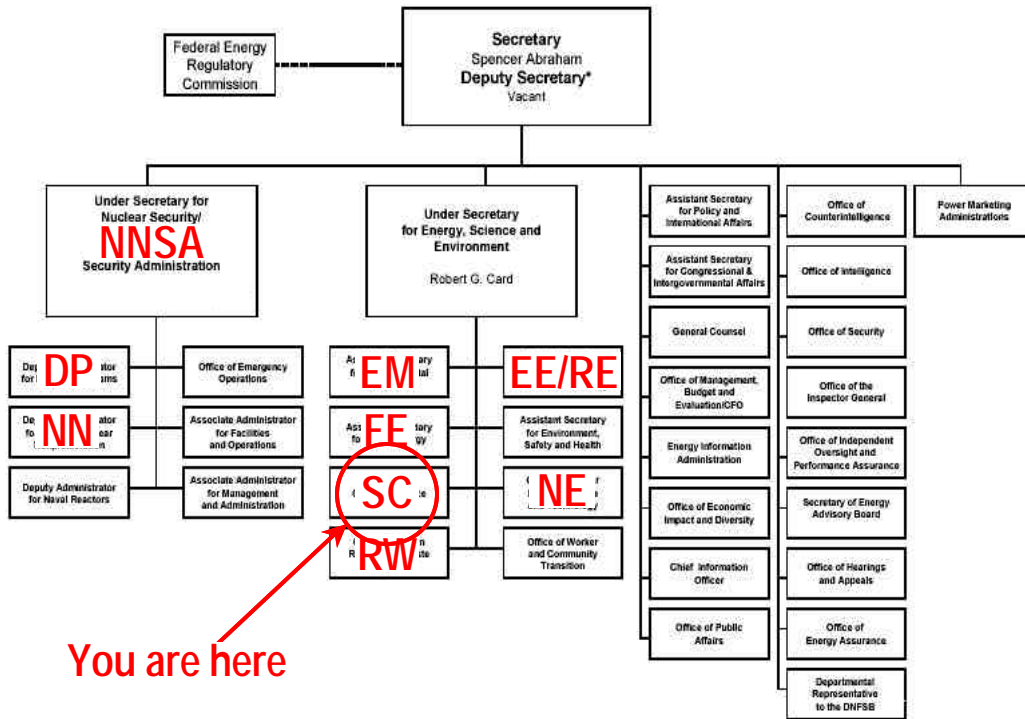 Secretary
Spencer Abraham
Deputy Secretary*
Vacant
Federal Energy
Regulatory
Commission
Under Secretary for
Nuclear Security/
NNSA
Security Administration
Under Secretary
for Energy, Science and
Environment
Robert G. Card
Power Marketing
Administrations
DP
Office of Emergency
Operations
NN
Associate Administrator
for Facilities
and Operations
Deputy Administrator
for Naval Reactors
Associate Administrator
for Management
and Administration
EM
EE/RE
FE
Assistant Secretary
for Environment,
Safety and Health
SC
NE
RW
Office of Worker
and Community
Transition
Assistant Secretary
for Policy and
International Affairs
Assistant Secretary
for Congressional &
Intergovernmental Affairs
General Counsel
Office of Management,
Budget and
Evaluation/CFO
Energy Information
Administration
Office of Economic
Impact and Diversity
Chief Information
Officer
Office of Public
Affairs
Office of
Counterintelligence
Office of Intelligence
Office of Security
Office of the
Inspector General
Office of Independent
Oversight and
Performance Assurance
Secretary of Energy
Advisory Board
Office of Hearings
and Appeals
Office of
Energy Assurance
Departmental
Representative
to the DNFSB
You are here